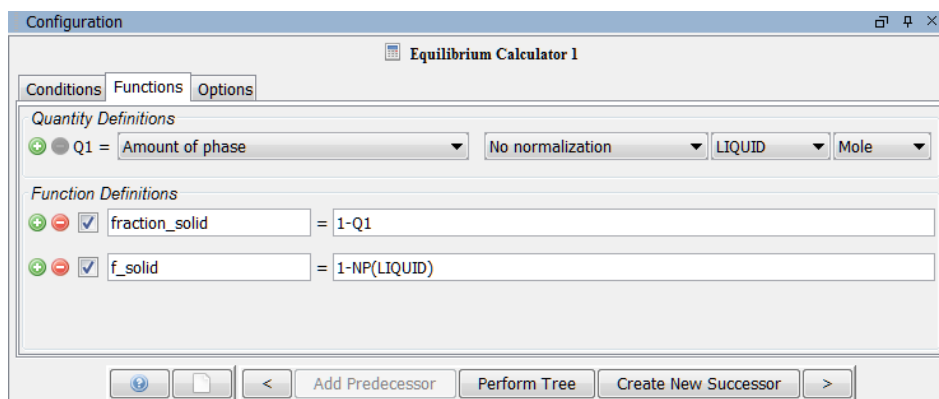 Configuration
Equilibrium Calculator 1
Conditions Functions Options
Quantity Definitions
Q1 = Amount of phase No normalization LIQUID Mole
Function Definitions
fraction_solid = 1-Q1
f_solid = 1-NP(LIQUID)
< Add Predecessor Perform Tree Create New Successor >